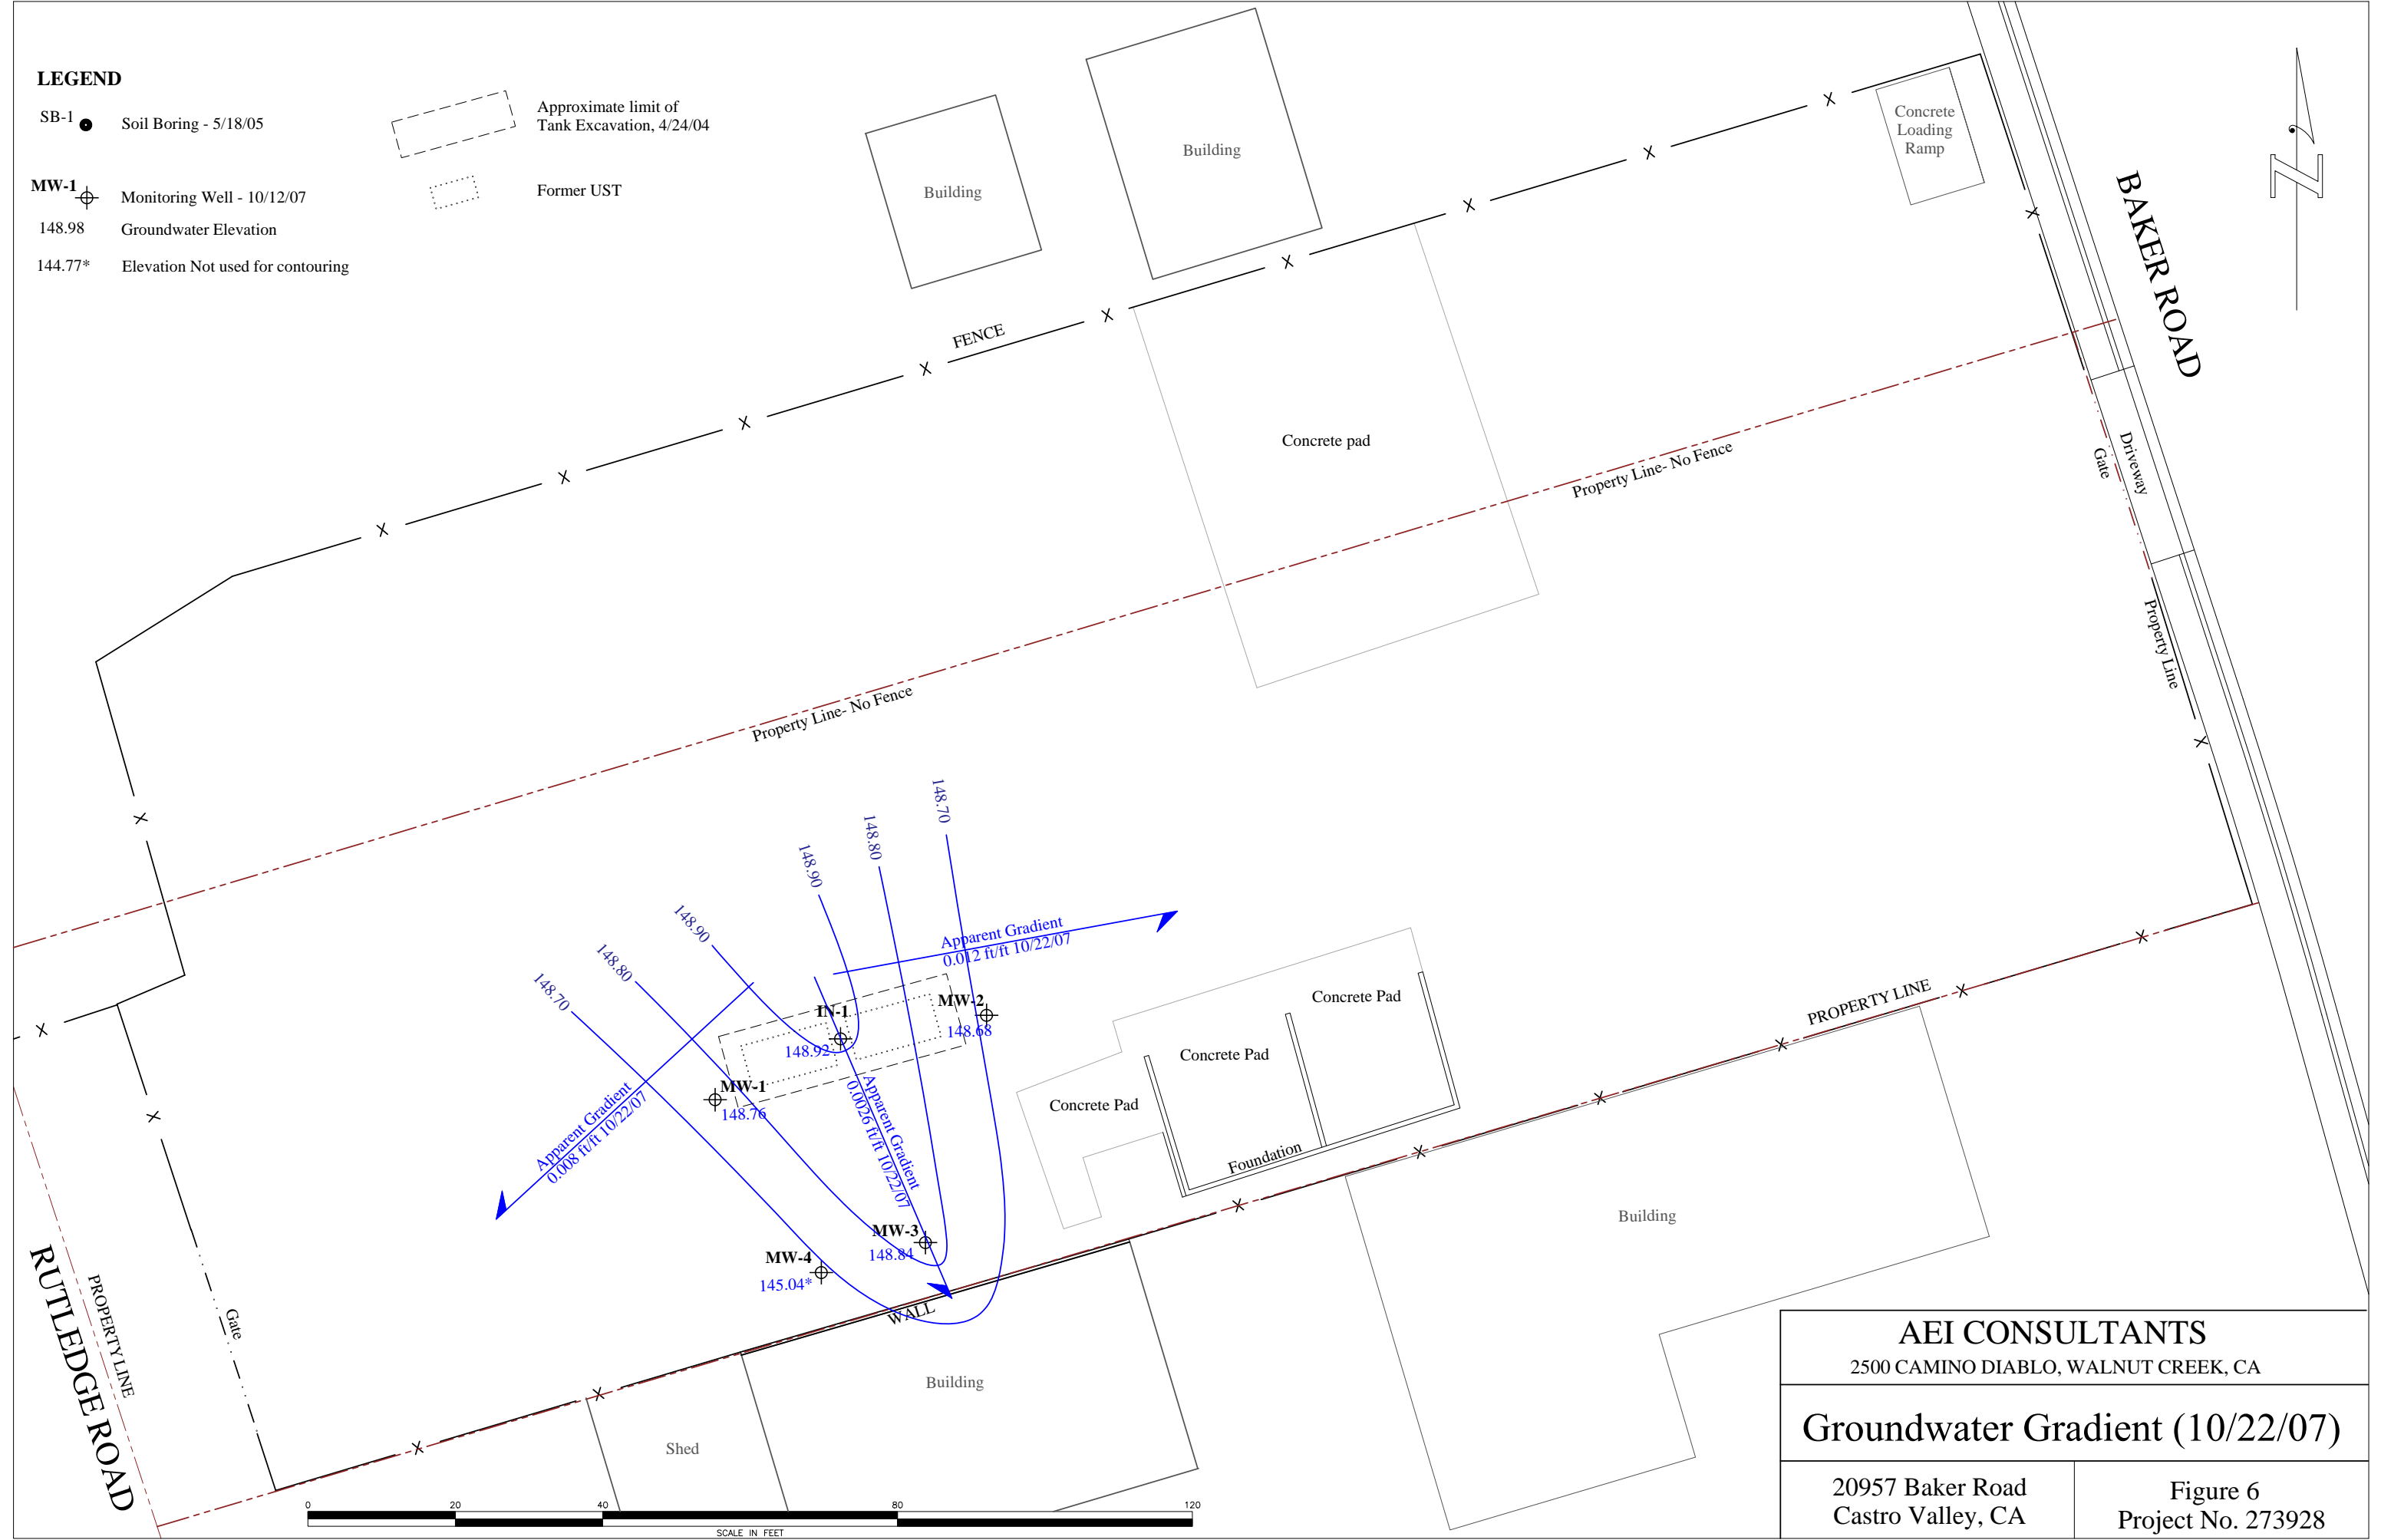 LEGEND
SB-1
Soil Boring - 5/18/05
Approximate limit of
Tank Excavation, 4/24/04
MW-1
Monitoring Well - 10/12/07
Former UST
148.98
Groundwater Elevation
144.77*
Elevation Not used for contouring
Building
Building
Concrete
Loading
Ramp
N
BAKER ROAD
FENCE
Concrete pad
Property Line- No Fence
Driveway
Gate
Property Line
Property Line- No Fence
148.70
148.80
148.90
148.90
148.80
148.70
Apparent Gradient
0.012 ft/ft 10/22/07
IN-1
148.92
MW-2
148.68
MW-1
148.76
Apparent Gradient
0.008 ft/ft 10/22/07
Apparent Gradient
0.0026 ft/ft 10/22/07
MW-3
148.84
MW-4
145.04*
Concrete Pad
Concrete Pad
Concrete Pad
Foundation
PROPERTY LINE
WALL
Building
Building
Shed
Gate
PROPERTY LINE
RUTLEDGE ROAD
0 20 40 80 120
SCALE IN FEET
AEI CONSULTANTS
2500 CAMINO DIABLO, WALNUT CREEK, CA
Groundwater Gradient (10/22/07)
20957 Baker Road
Castro Valley, CA
Figure 6
Project No. 273928